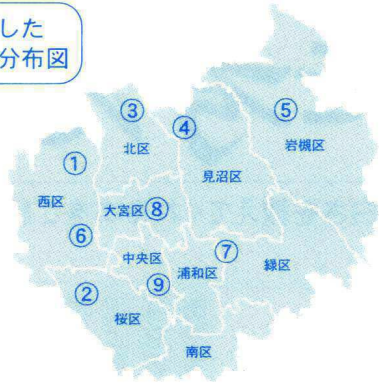 した
分布図
③
⑤
④
北区
岩槻区
①
見沼区
西区
大宮区⑧
⑥
⑦
中央区
浦和区
緑区
②
⑨
桜区
南区